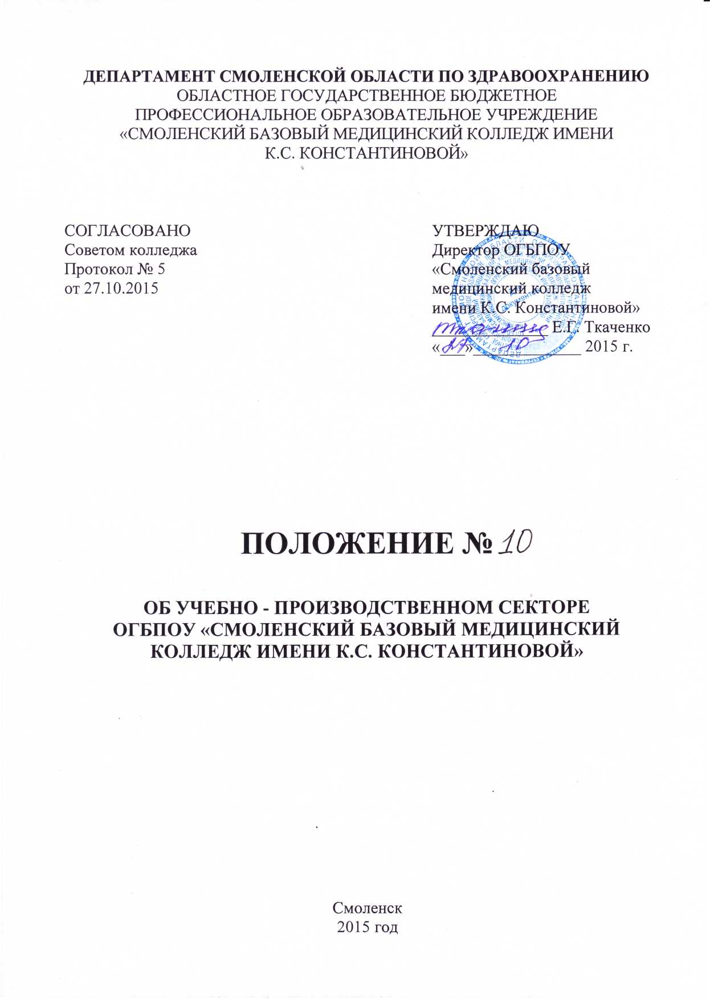 ДЕПАРТАМЕНТ СМОЛЕНСКОЙ ОБЛАСТИ ПО ЗДРАВООХРАНЕНИЮ
ОБЛАСТНОЕ ГОСУДАРСТВЕННОЕ БЮДЖЕТНОЕ
ПРОФЕССИОНАЛЬНОЕ ОБРАЗОВАТЕЛЬНОЕ УЧРЕЖДЕНИЕ
«СМОЛЕНСКИЙ БАЗОВЫЙ МЕДИЦИНСКИЙ КОЛЛЕДЖ ИМЕНИ
К.С. КОНСТАНТИНОВОЙ»
СОГЛАСОВАНО
Советом колледжа
Протокол № 5
от 27.10.2015
УТВЕРЖДАЮ
Директор ОГБПОУ
«Смоленский базовый
медицинский колледж
имени К.С. Константиновой»
Е.Г. Ткаченко
«27» 10 2015 г.
Для
документов
ПОЛОЖЕНИЕ № 10
ОБ УЧЕБНО - ПРОИЗВОДСТВЕННОМ СЕКТОРЕ
ОГБПОУ «СМОЛЕНСКИЙ БАЗОВЫЙ МЕДИЦИНСКИЙ
КОЛЛЕДЖ ИМЕНИ К.С. КОНСТАНТИНОВОЙ»
Смоленск
2015 год